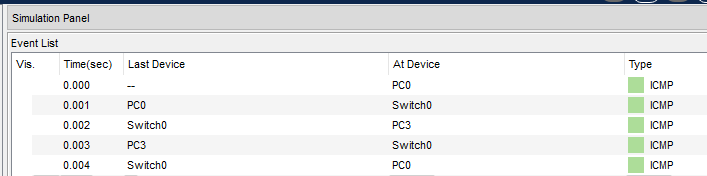 Simulation Panel
Event List
Vis. Time(sec) Last Device At Device Type
0.000 -- PC0 ICMP
0.001 PC0 Switch0 ICMP
0.002 Switch0 PC3 ICMP
0.003 PC3 Switch0 ICMP
0.004 Switch0 PC0 ICMP